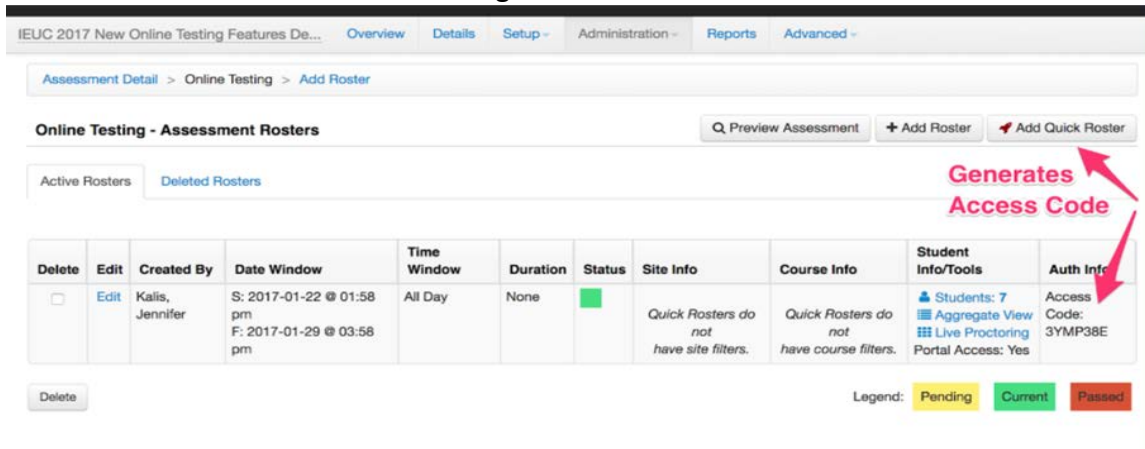 IEUC 2017 New Online Testing Features De... Overview Details Setup Administration Reports Advanced
Assessment Detail > Online Testing > Add Roster
Online Testing - Assessment Rosters
Preview Assessment + Add Roster Add Quick Roster
Active Rosters Deleted Rosters
Generates
Access Code
Delete Edit Created By Date Window Time Window Duration Status Site Info Course Info Student Info/Tools Auth Info
Edit
Kalis,
Jennifer
S: 2017-01-22 @ 01:58
pm
F: 2017-01-29 @ 03:58
pm
All Day
None
Quick Rosters do
not
have site filters.
Quick Rosters do
not
have course filters.
Students: 7
Aggregate View
Live Proctoring
Portal Access: Yes
Access
Code:
3YMP38E
Delete
Legend: Pending Current Passed